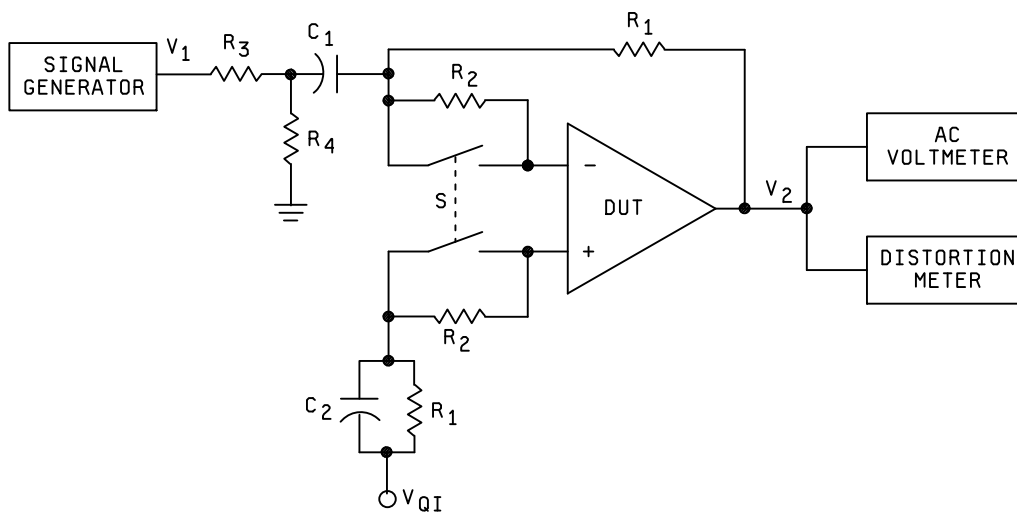 SIGNAL
GENERATOR
V1
R3
C1
R1
R2
R4
S
−
DUT
+
V2
AC
VOLTMETER
DISTORTION
METER
R2
C2
R1
VQI